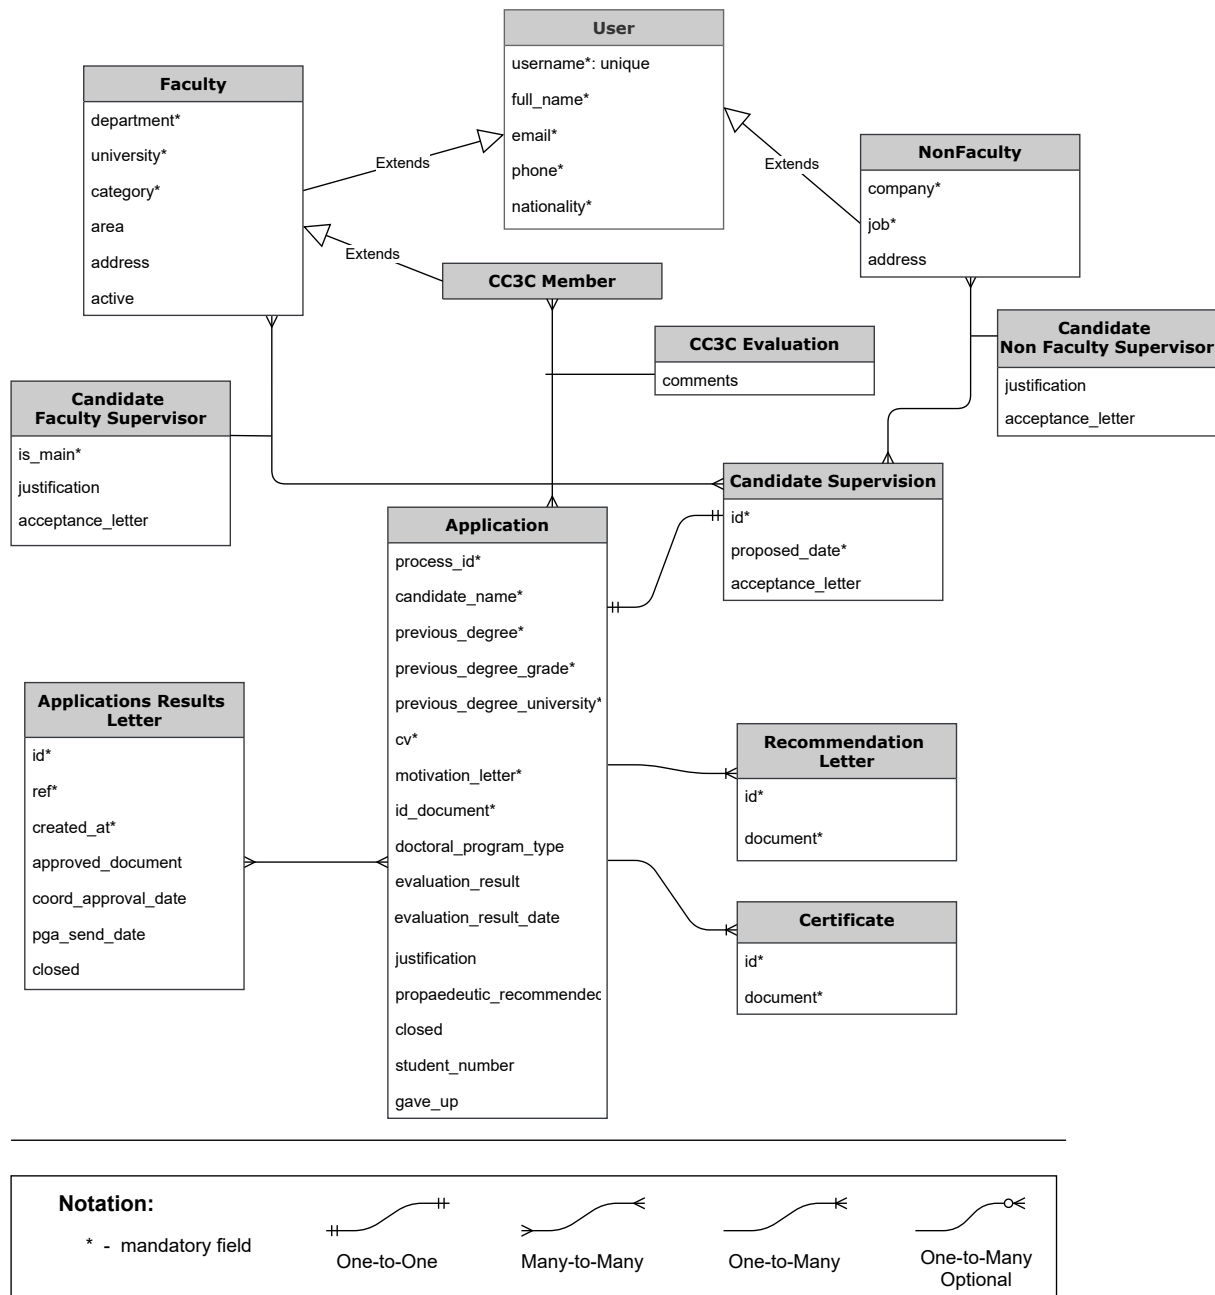 User
username*: unique
full_name*
email*
phone*
nationality*
Faculty
department*
university*
category*
area
address
active
Extends
Extends
Extends
NonFaculty
company*
job*
address
CC3C Member
CC3C Evaluation
comments
Candidate
Non Faculty Supervisor
justification
acceptance_letter
Candidate
Faculty Supervisor
is_main*
justification
acceptance_letter
Candidate Supervision
id*
proposed_date*
acceptance_letter
Application
process_id*
candidate_name*
previous_degree*
previous_degree_grade*
previous_degree_university*
cv*
motivation_letter*
id_document*
doctoral_program_type
evaluation_result
evaluation_result_date
justification
propaedeutic_recommended
closed
student_number
gave_up
Applications Results
Letter
id*
ref*
created_at*
approved_document
coord_approval_date
pga_send_date
closed
Recommendation
Letter
id*
document*
Certificate
id*
document*
Notation:
* - mandatory field
One-to-One
Many-to-Many
One-to-Many
One-to-Many
Optional